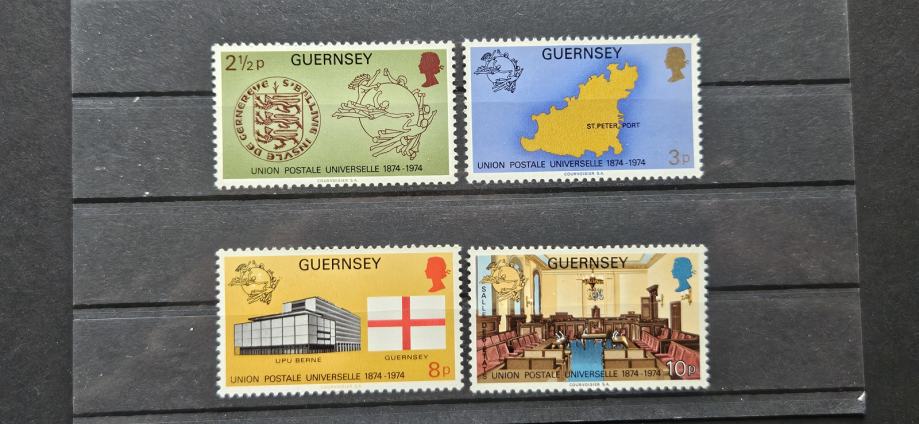 2½p GUERNSEY
S'BALLIVIE INSVLE DE GERNEREVE
UNION POSTALE UNIVERSELLE 1874-1974
COURVOISIER S.A.
GUERNSEY
ST. PETER PORT
3p
UNION POSTALE UNIVERSELLE 1874-1974
COURVOISIER S.A.
GUERNSEY
UPU BERNE
GUERNSEY
8p
UNION POSTALE UNIVERSELLE 1874-1974
COURVOISIER S.A.
GUERNSEY
10p
UNION POSTALE UNIVERSELLE 1874-1974
COURVOISIER S.A.